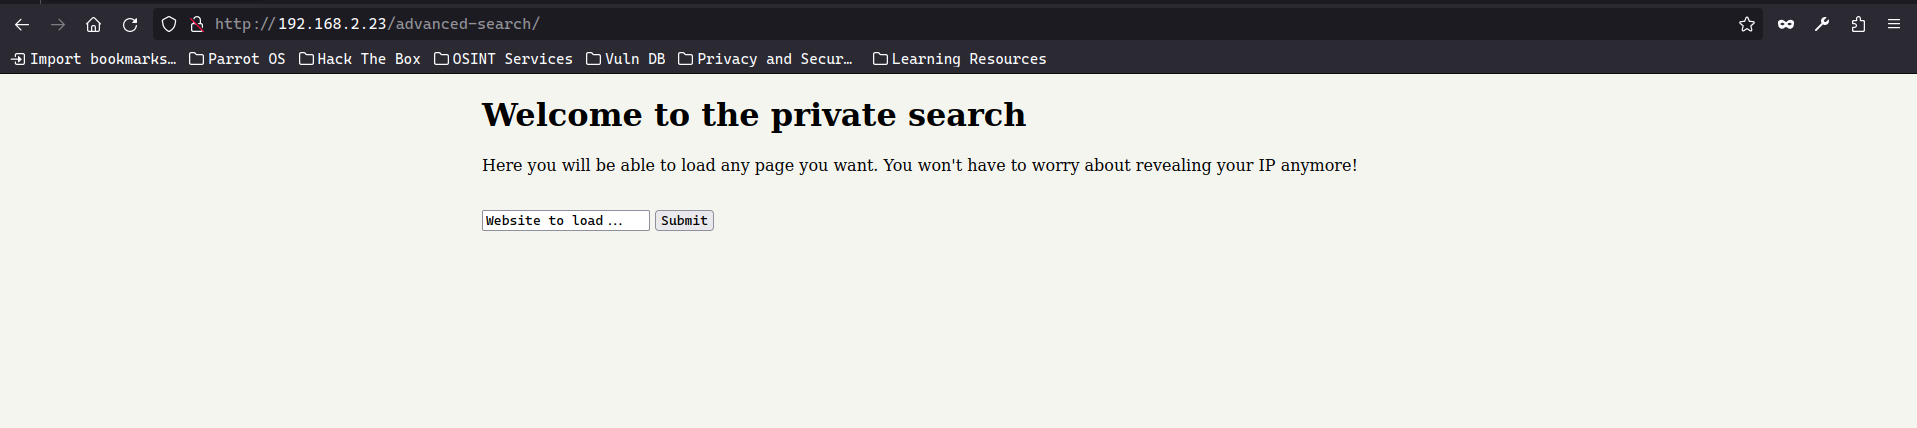 http://192.168.2.23/advanced-search/
Import bookmarks… Parrot OS Hack The Box OSINT Services Vuln DB Privacy and Secur… Learning Resources
Welcome to the private search
Here you will be able to load any page you want. You won't have to worry about revealing your IP anymore!
Website to load... Submit